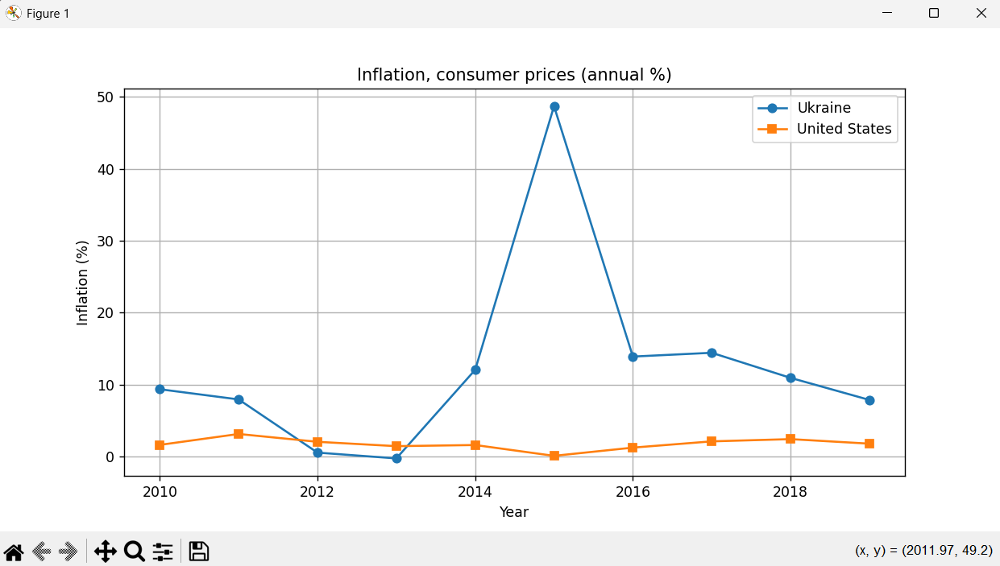 Figure 1
Inflation, consumer prices (annual %)
Ukraine
United States
50
40
30
20
10
0
Inflation (%)
2010 2012 2014 2016 2018
Year
(x, y) = (2011.97, 49.2)